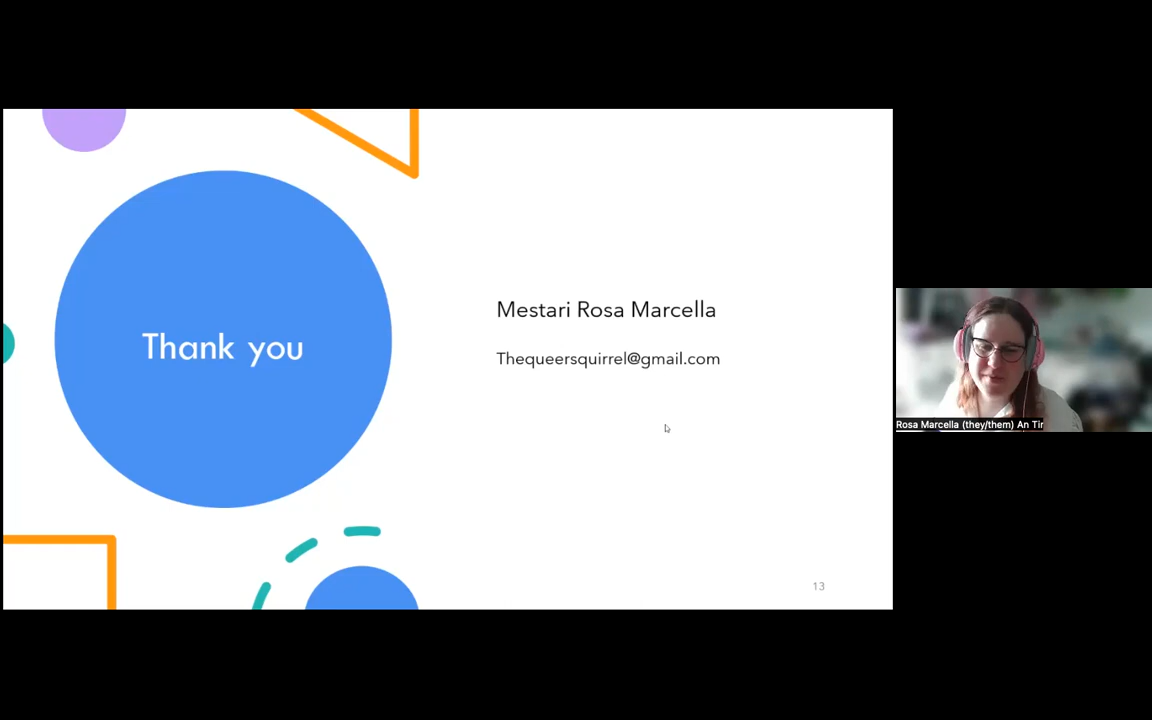 Thank you
Mestari Rosa Marcella
Thequeersquirrel@gmail.com
13
Rosa Marcella (they/them) An Tir